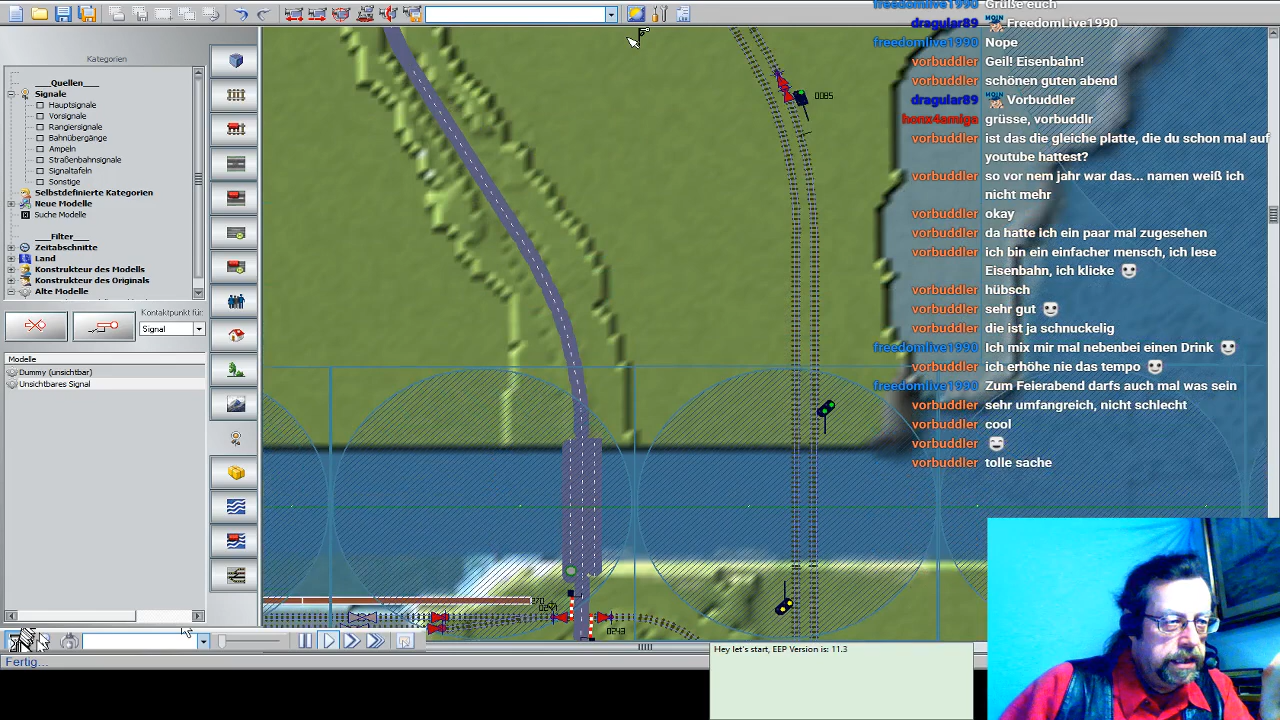 Kategorien
Quellen
Signale
Hauptsignale
Vorsignale
Rangiersignale
Bahnübergänge
Ampeln
Straßenbahnsignale
Signaltafeln
Sonstige
Selbstdefinierte Kategorien
Neue Modelle
Suche Modelle
Filter
Zeitabschnitte
Land
Konstrukteur des Modells
Konstrukteur des Originals
Alte Modelle
Kontaktpunkt für:
Signal
Modelle
Dummy (unsichtbar)
Unsichtbares Signal
Fertig...
0085
0243
Hey let's start, EEP Version is: 11.3
freedomlive1990 Grüße euch
dragular89 MOIN FreedomLive1990
freedomlive1990 Nope
vorbuddler Geil! Eisenbahn!
vorbuddler schönen guten abend
dragular89 MOIN Vorbuddler
honx4amiga grüsse, vorbuddlr
vorbuddler ist das die gleiche platte, die du schon mal auf
youtube hattest?
vorbuddler so vor nem jahr war das... namen weiß ich
nicht mehr
vorbuddler okay
vorbuddler da hatte ich ein paar mal zugesehen
vorbuddler ich bin ein einfacher mensch, ich lese
Eisenbahn, ich klicke
vorbuddler hübsch
vorbuddler sehr gut
vorbuddler die ist ja schnuckelig
freedomlive1990 Ich mix mir mal nebenbei einen Drink
vorbuddler ich erhöhe nie das tempo
freedomlive1990 Zum Feierabend darfs auch mal was sein
vorbuddler sehr umfangreich, nicht schlecht
vorbuddler cool
vorbuddler
vorbuddler tolle sache